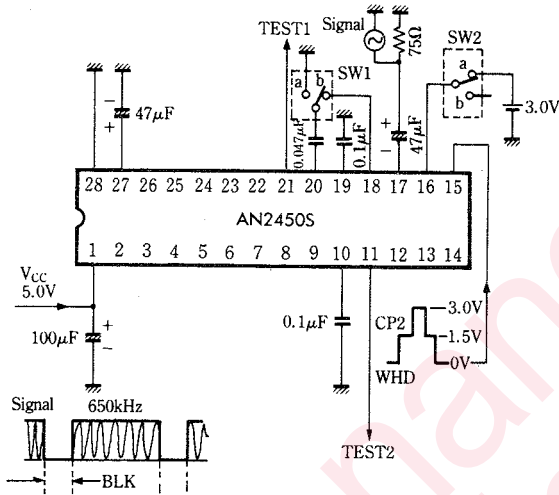 TEST1
Signal
75Ω
SW2
a
b
3.0V
a
b
SW1
47μF
0.047μF
0.1μF
47μF
+
−
+
−
28 27 26 25 24 23 22 21 20 19 18 17 16 15
AN2450S
1 2 3 4 5 6 7 8 9 10 11 12 13 14
VCC
5.0V
100μF
+
−
0.1μF
CP2
3.0V
1.5V
0V
WHD
Signal
650kHz
BLK
TEST2